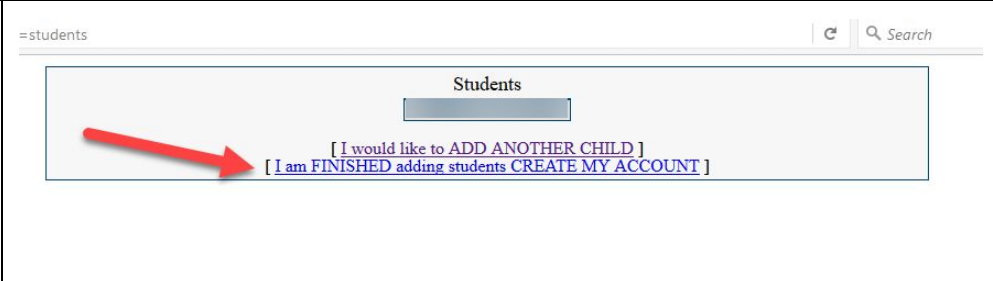 =students
Search
Students
[ I would like to ADD ANOTHER CHILD ]
[ I am FINISHED adding students CREATE MY ACCOUNT ]